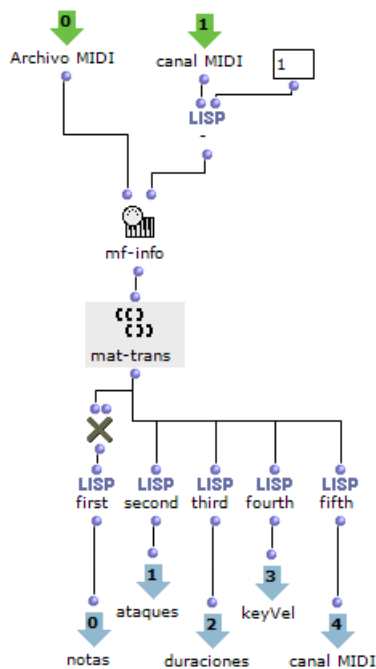 0 1
Archivo MIDI canal MIDI 1
LISP
-
mf-info
mat-trans
LISP LISP LISP LISP LISP
first second third fourth fifth
1 3
ataques keyVel
0 2 4
notas duraciones canal MIDI